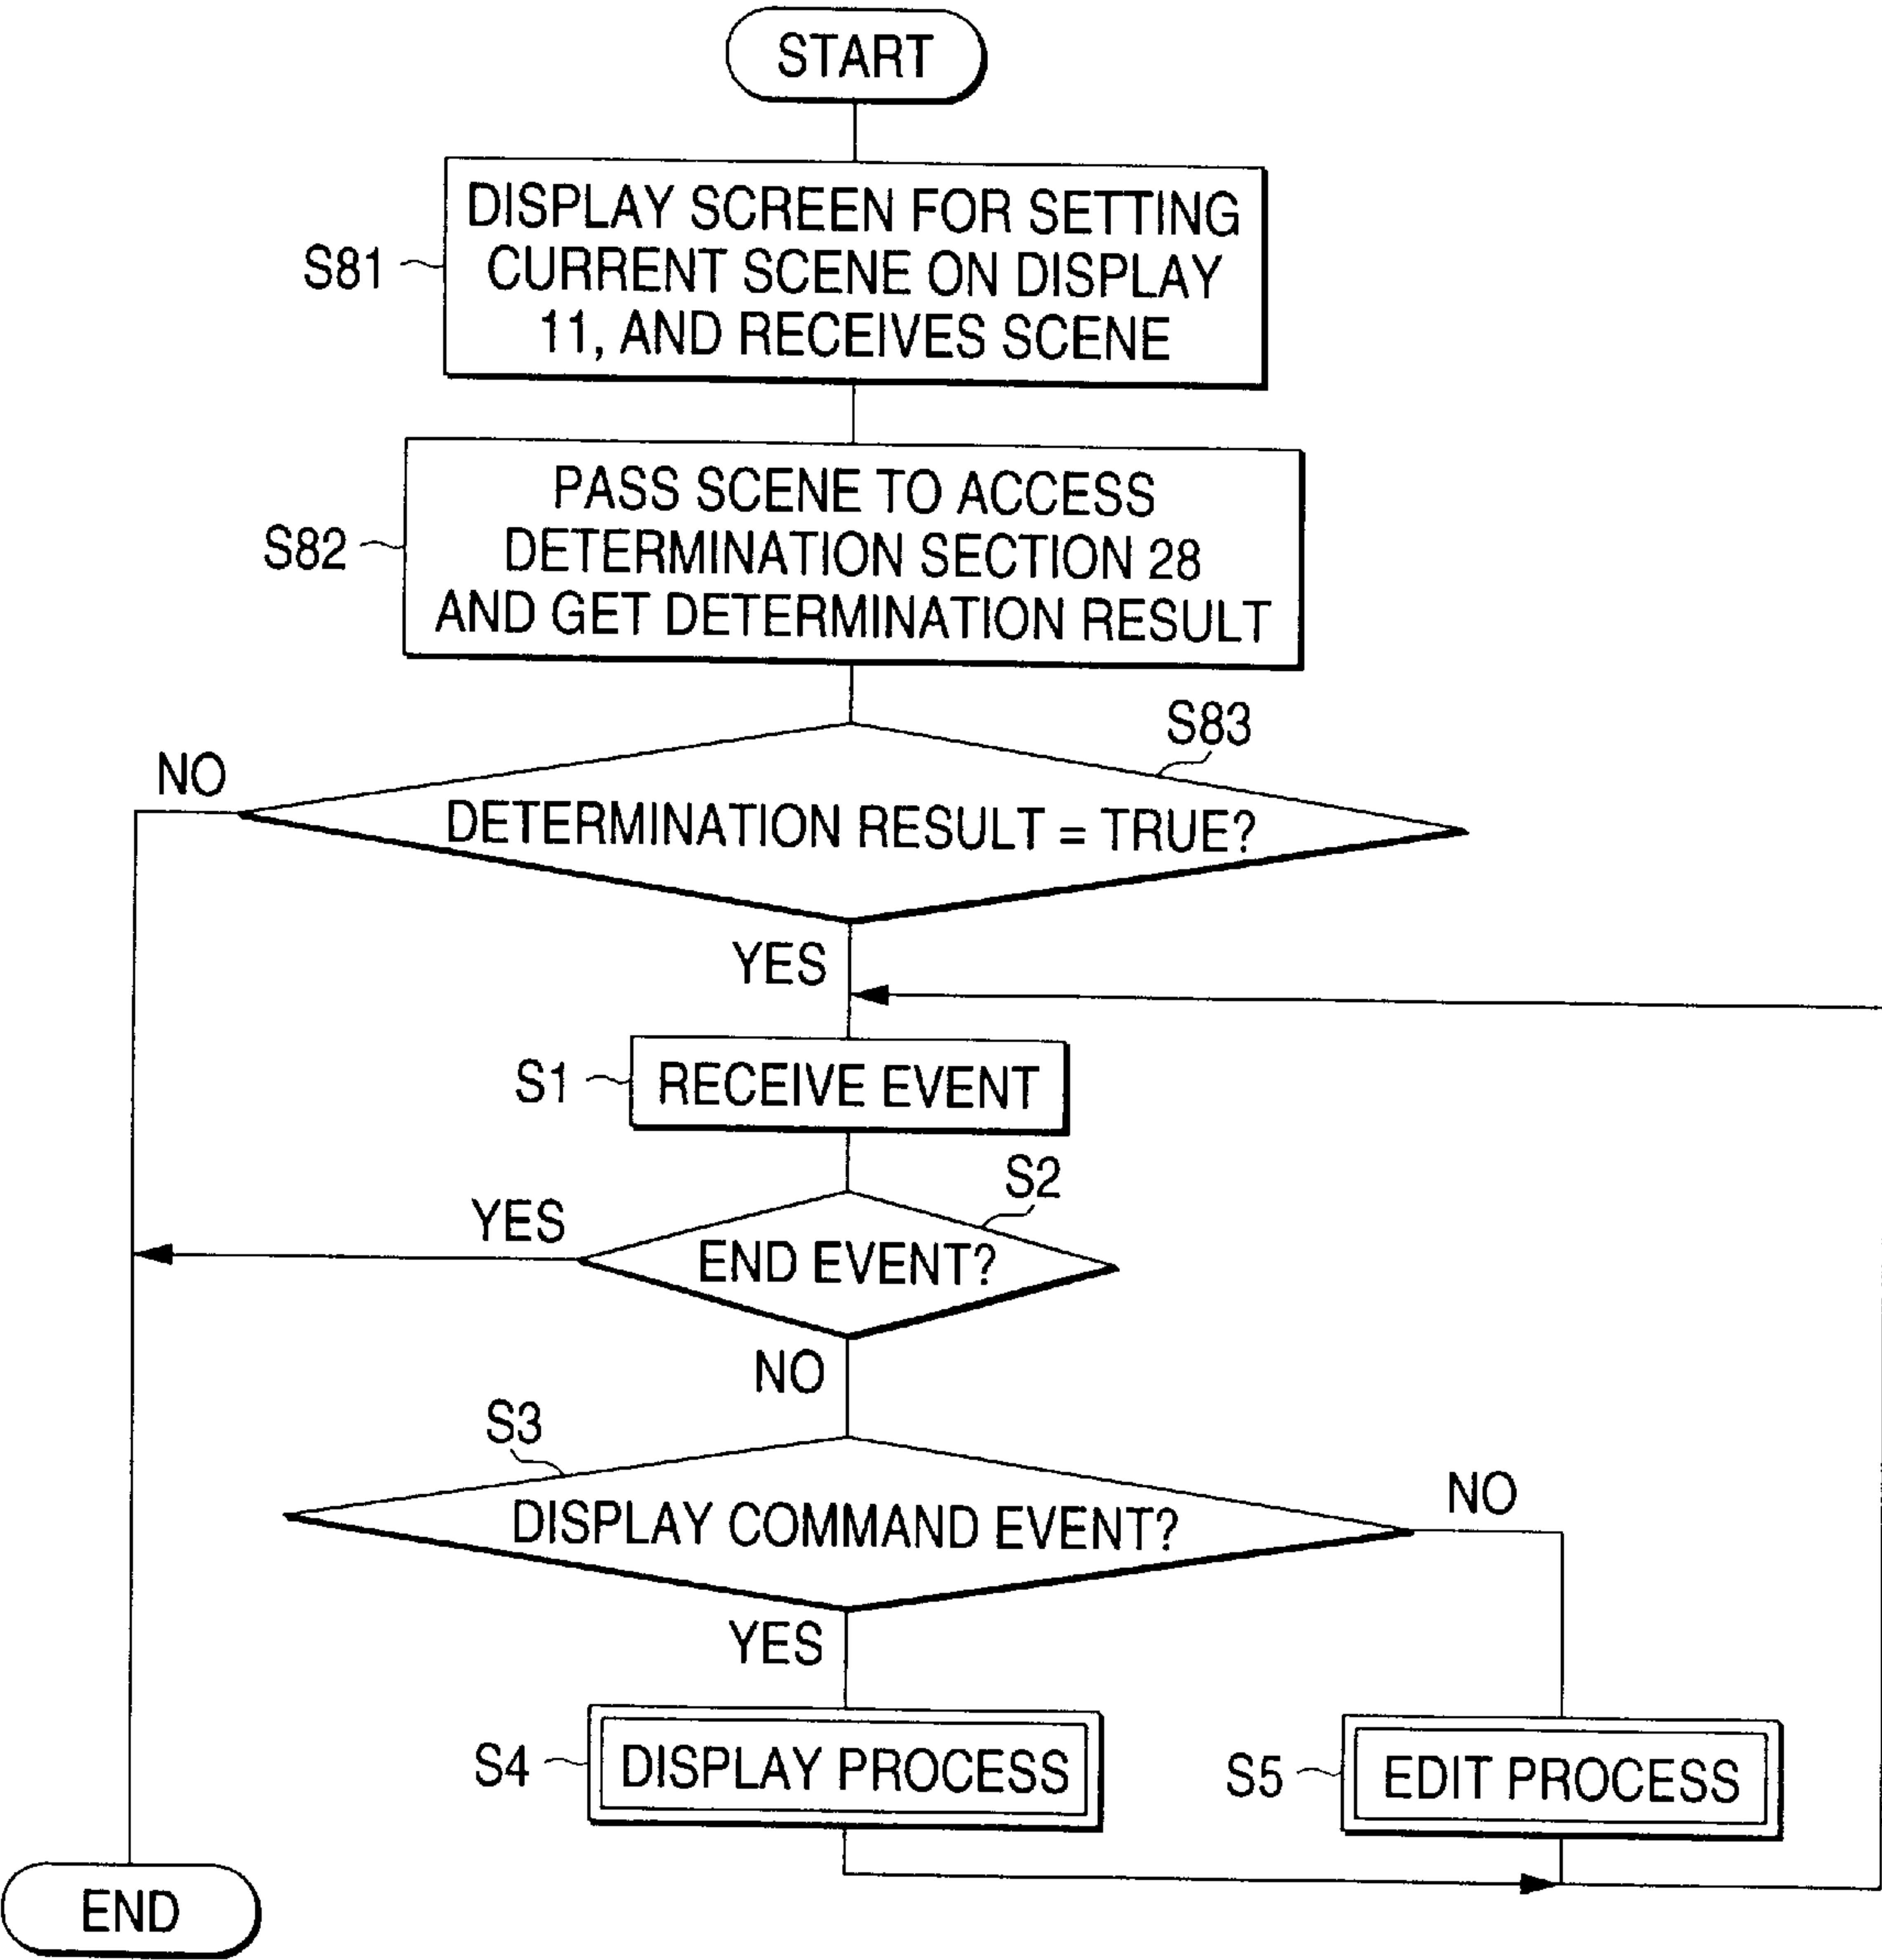 START
S81
DISPLAY SCREEN FOR SETTING
CURRENT SCENE ON DISPLAY
11, AND RECEIVES SCENE
S82
PASS SCENE TO ACCESS
DETERMINATION SECTION 28
AND GET DETERMINATION RESULT
S83
NO
DETERMINATION RESULT = TRUE?
YES
S1
RECEIVE EVENT
S2
YES
END EVENT?
NO
S3
DISPLAY COMMAND EVENT?
NO
YES
S4
DISPLAY PROCESS
S5
EDIT PROCESS
END